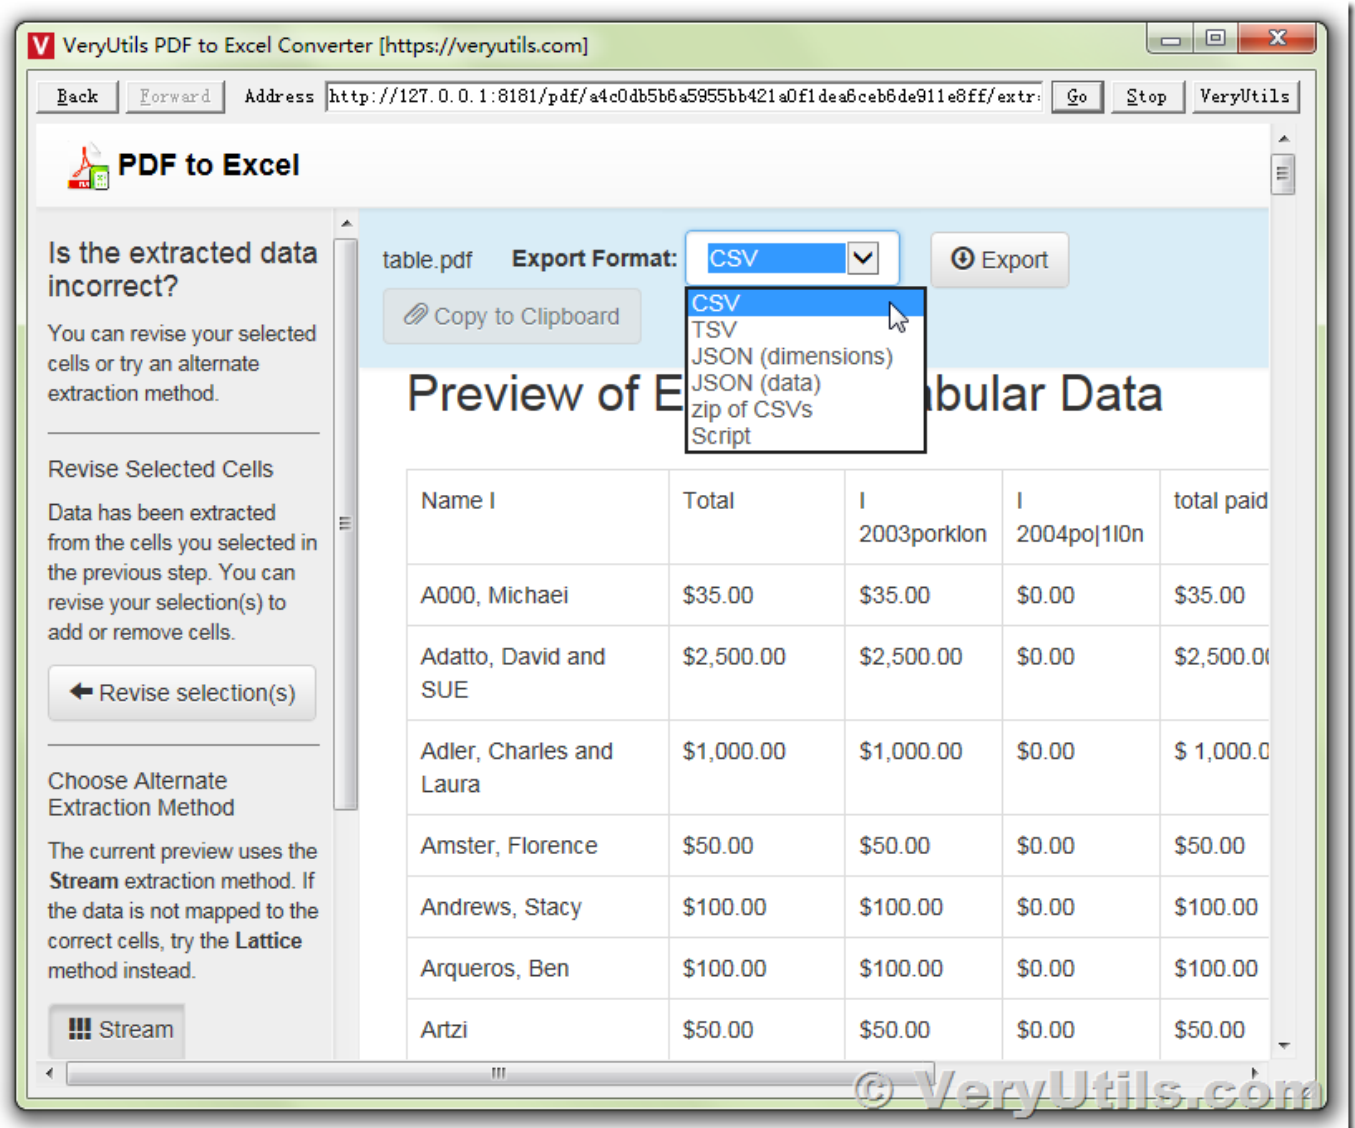 VeryUtils PDF to Excel Converter [https://veryutils.com]
Back Forward Address http://127.0.0.1:8181/pdf/a4c0db5b6a5955bb421a0f1dea6ceb6de911e8ff/extr Go Stop VeryUtils
PDF to Excel
Is the extracted data
incorrect?
You can revise your selected
cells or try an alternate
extraction method.
Revise Selected Cells
Data has been extracted
from the cells you selected in
the previous step. You can
revise your selection(s) to
add or remove cells.
Revise selection(s)
Choose Alternate
Extraction Method
The current preview uses the
Stream extraction method. If
the data is not mapped to the
correct cells, try the Lattice
method instead.
Stream
table.pdf Export Format: CSV Export
Copy to Clipboard
CSV
TSV
JSON (dimensions)
JSON (data)
zip of CSVs
Script
Preview of E abular Data
Name I Total I 2003porklon I 2004po|1l0n total paid
A000, Michaei $35.00 $35.00 $0.00 $35.00
Adatto, David and $2,500.00 $2,500.00 $0.00 $2,500.00
SUE
Adler, Charles and $1,000.00 $1,000.00 $0.00 $ 1,000.0
Laura
Amster, Florence $50.00 $50.00 $0.00 $50.00
Andrews, Stacy $100.00 $100.00 $0.00 $100.00
Arqueros, Ben $100.00 $100.00 $0.00 $100.00
Artzi $50.00 $50.00 $0.00 $50.00
© VeryUtils.com